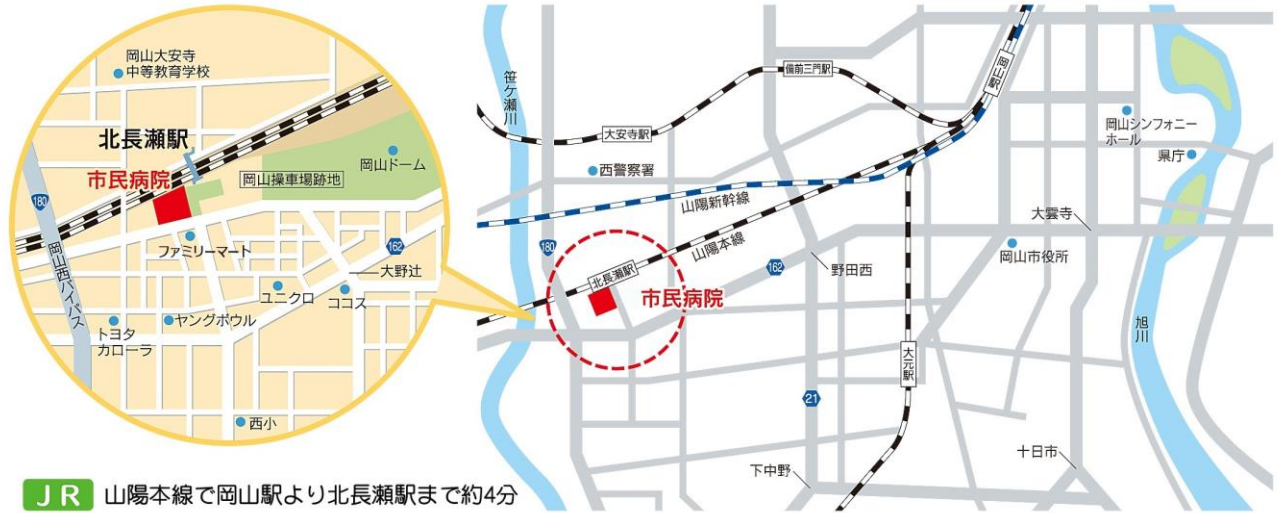 岡山大安寺
中等教育学校
北長瀬駅
市民病院
岡山操車場跡地
岡山ドーム
180
岡山西バイパス
ファミリーマート
162
大野辻
ユニクロ
ココス
トヨタ
カローラ
ヤングボウル
西小
笹ケ瀬川
備前三門駅
岡山駅
大安寺駅
西警察署
岡山シンフォニー
ホール
県庁
山陽新幹線
山陽本線
大雲寺
180
北長瀬駅
市民病院
162
野田西
岡山市役所
旭川
大元駅
21
下中野
十日市
JR 山陽本線で岡山駅より北長瀬駅まで約4分